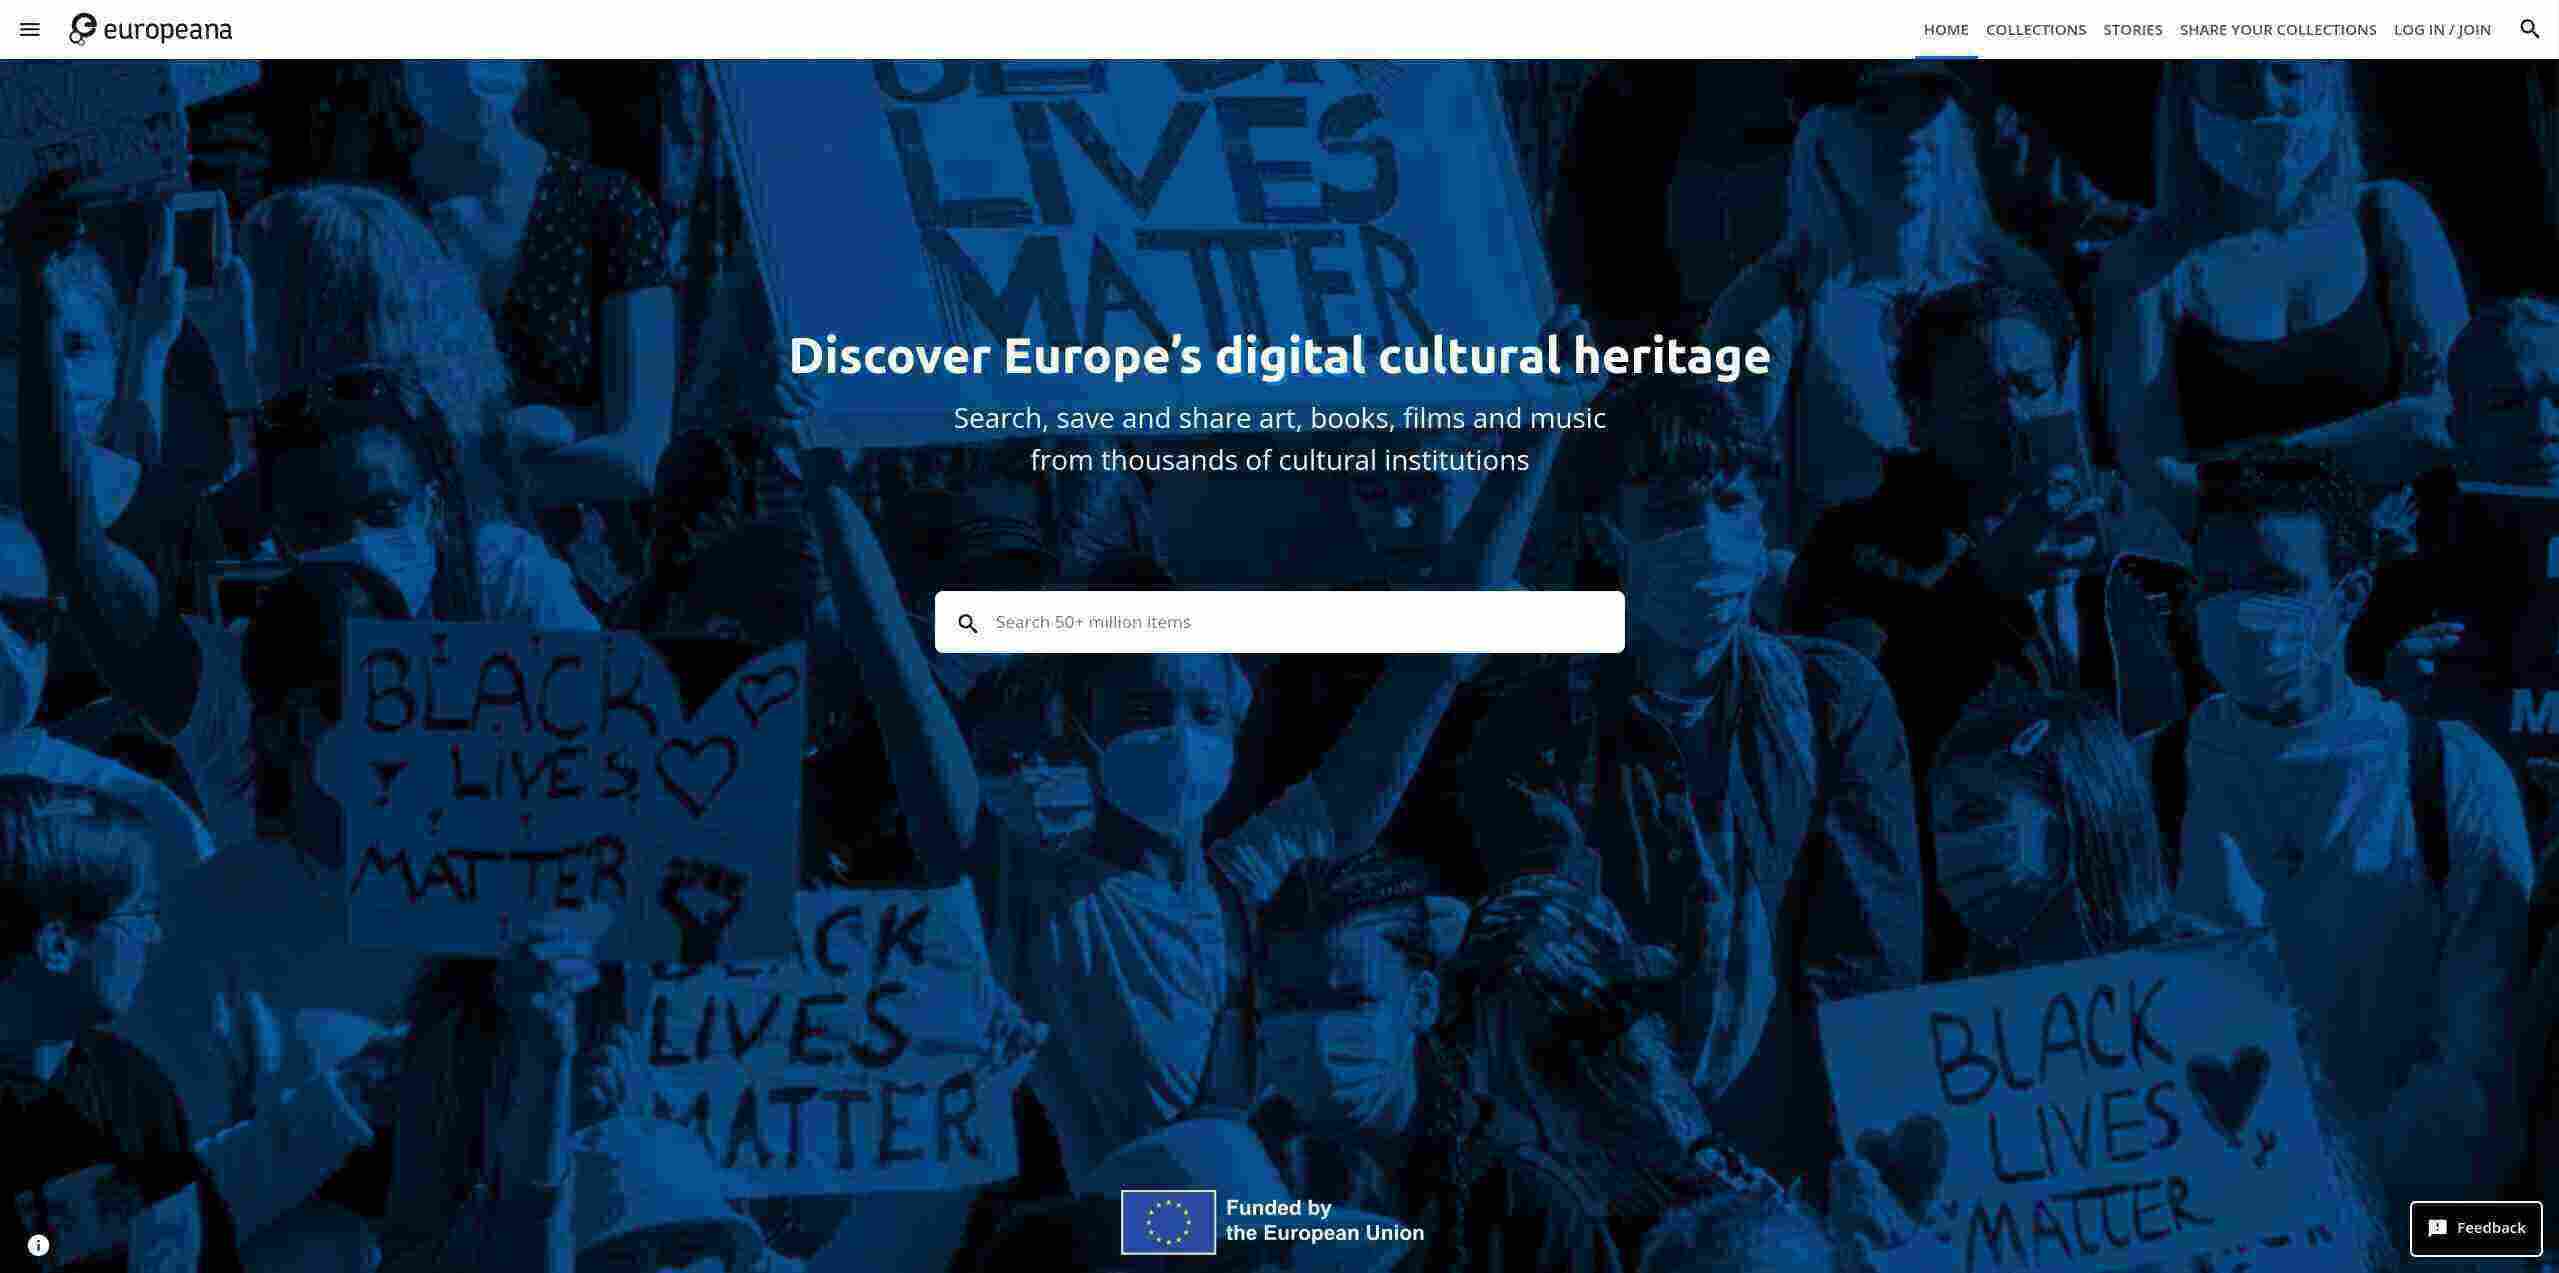 europeana
HOME COLLECTIONS STORIES SHARE YOUR COLLECTIONS LOG IN / JOIN
LIVES
MATTER
Discover Europe’s digital cultural heritage
Search, save and share art, books, films and music
from thousands of cultural institutions
Search 50+ million items
BLACK
LIVES
MATTER
CK
LIVES
MATTER
BLACK
LIVES
MATTER
Funded by
the European Union
Feedback